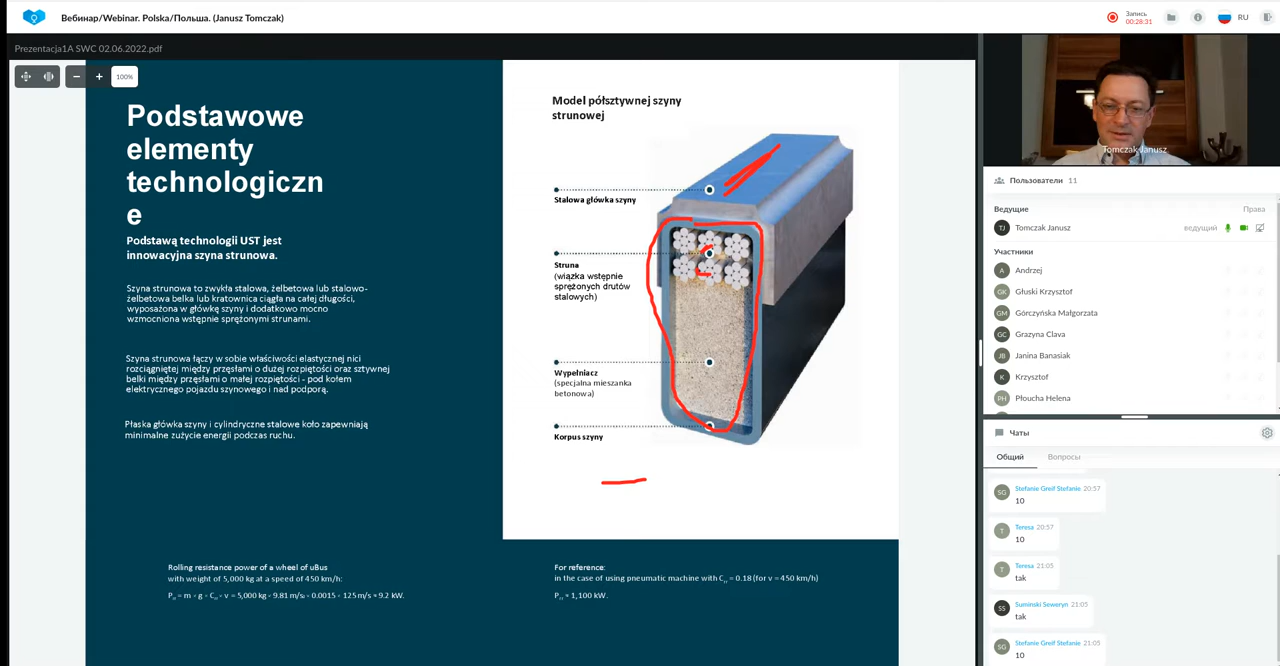 Вебинар/Webinar. Polska/Польша. (Janusz Tomczak)
Запись
00:28:31
RU
Prezentacja1A SWC 02.06.2022.pdf
100%
Podstawowe
elementy
technologiczn
e
Podstawą technologii UST jest
innowacyjna szyna strunowa.
Szyna strunowa to zwykła stalowa, żelbetowa lub stalowo-
żelbetowa belka lub kratownica ciągła na całej długości,
wyposażona w główkę szyny i dodatkowo mocno
wzmocniona wstępnie sprężonymi strunami.
Szyna strunowa łączy w sobie właściwości elastycznej nici
rozciągniętej między przęsłami o dużej rozpiętości oraz sztywnej
belki między przęsłami o małej rozpiętości - pod kołem
elektrycznego pojazdu szynowego i nad podporą.
Płaska główka szyny i cylindryczne stalowe koło zapewniają
minimalne zużycie energii podczas ruchu.
Model półsztywnej szyny
strunowej
Stalowa główka szyny
Struna
(wiązka wstępnie
sprężonych drutów
stalowych)
Wypełniacz
(specjalna mieszanka
betonowa)
Korpus szyny
Rolling resistance power of a wheel of uBus
with weight of 5,000 kg at a speed of 450 km/h:
For reference:
in the case of using pneumatic machine with Crr = 0.18 (for v = 450 km/h)
Tomczak Janusz
Пользователи 11
Ведущие Права
TJ Tomczak Janusz ведущий
Участники
A Andrzej
GK Głuski Krzysztof
GM Górczyńska Małgorzata
GC Grazyna Clava
JB Janina Banasiak
K Krzysztof
PH Płoucha Helena
Чаты
Общий Вопросы
SG Stefanie Greif Stefanie 20:57
10
T Teresa 20:57
10
T Teresa 21:05
tak
SS Suminski Seweryn 21:05
tak
SG Stefanie Greif Stefanie 21:05
10